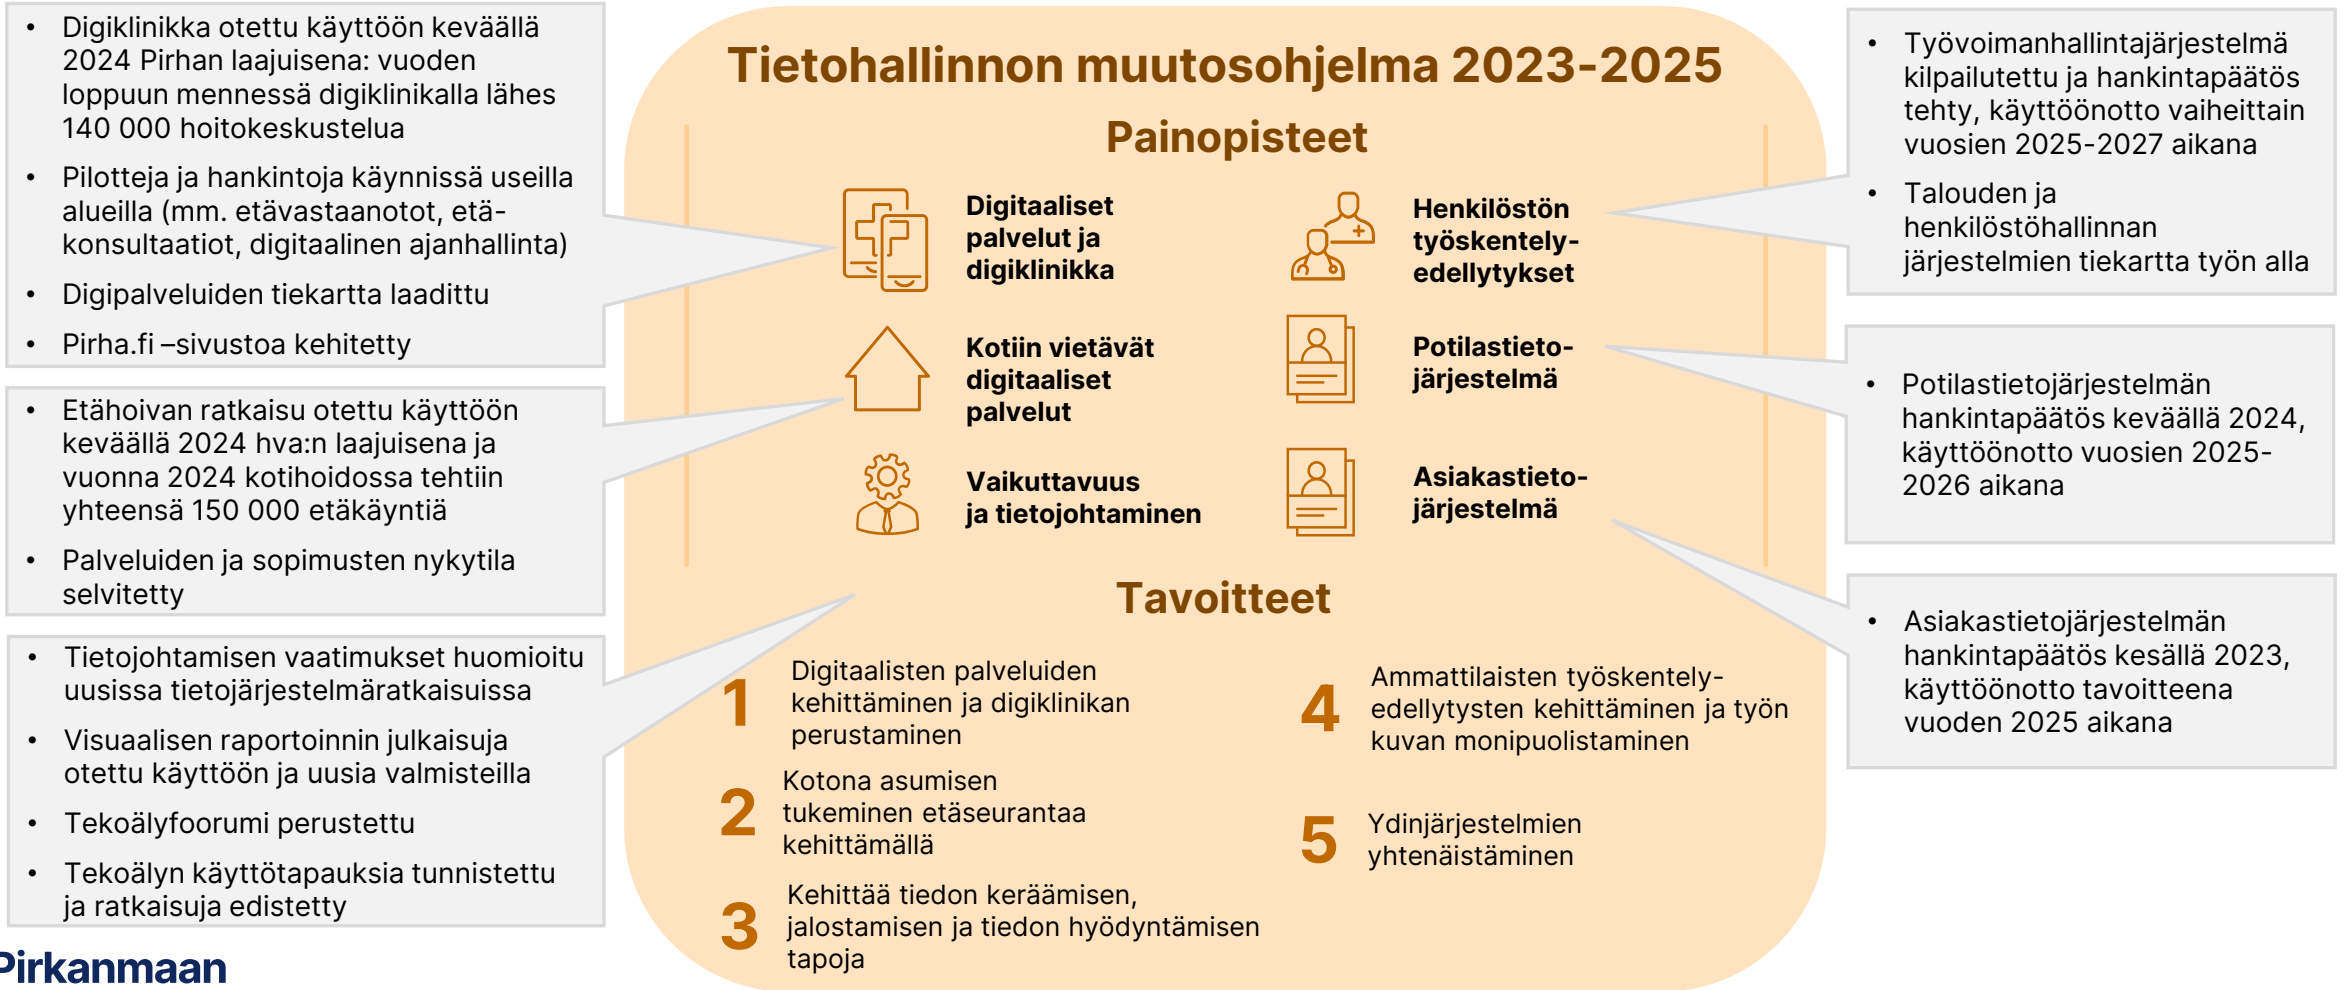 • Digiklinikka otettu käyttöön keväällä
2024 Pirhan laajuisena: vuoden
loppuun mennessä digiklinikalla lähes
140 000 hoitokeskustelua
• Pilotteja ja hankintoja käynnissä useilla
alueilla (mm. etävastaanotot, etä-
konsultaatiot, digitaalinen ajanhallinta)
• Digipalveluiden tiekartta laadittu
• Pirha.fi –sivustoa kehitetty
• Etähoivan ratkaisu otettu käyttöön
keväällä 2024 hva:n laajuisena ja
vuonna 2024 kotihoidossa tehtiin
yhteensä 150 000 etäkäyntiä
• Palveluiden ja sopimusten nykytila
selvitetty
• Tietojohtamisen vaatimukset huomioitu
uusissa tietojärjestelmäratkaisuissa
• Visuaalisen raportoinnin julkaisuja
otettu käyttöön ja uusia valmisteilla
• Tekoälyfoorumi perustettu
• Tekoälyn käyttötapauksia tunnistettu
ja ratkaisuja edistetty
Pirkanmaan
Tietohallinnon muutosohjelma 2023-2025
Painopisteet
Digitaaliset
palvelut ja
digiklinikka
Kotiin vietävät
digitaaliset
palvelut
Vaikuttavuus
ja tietojohtaminen
Henkilöstön
työskentely-
edellytykset
Potilastieto-
järjestelmä
Asiakastieto-
järjestelmä
Tavoitteet
1
Digitaalisten palveluiden
kehittäminen ja digiklinikan
perustaminen
2
Kotona asumisen
tukeminen etäseurantaa
kehittämällä
3
Kehittää tiedon keräämisen,
jalostamisen ja tiedon hyödyntämisen
tapoja
4
Ammattilaisten työskentely-
edellytysten kehittäminen ja työn
kuvan monipuolistaminen
5
Ydinjärjestelmien
yhtenäistäminen
• Työvoimanhallintajärjestelmä
kilpailutettu ja hankintapäätös
tehty, käyttöönotto vaiheittain
vuosien 2025-2027 aikana
• Talouden ja
henkilöstöhallinnan
järjestelmien tiekartta työn alla
• Potilastietojärjestelmän
hankintapäätös keväällä 2024,
käyttöönotto vuosien 2025-
2026 aikana
• Asiakastietojärjestelmän
hankintapäätös kesällä 2023,
käyttöönotto tavoitteena
vuoden 2025 aikana